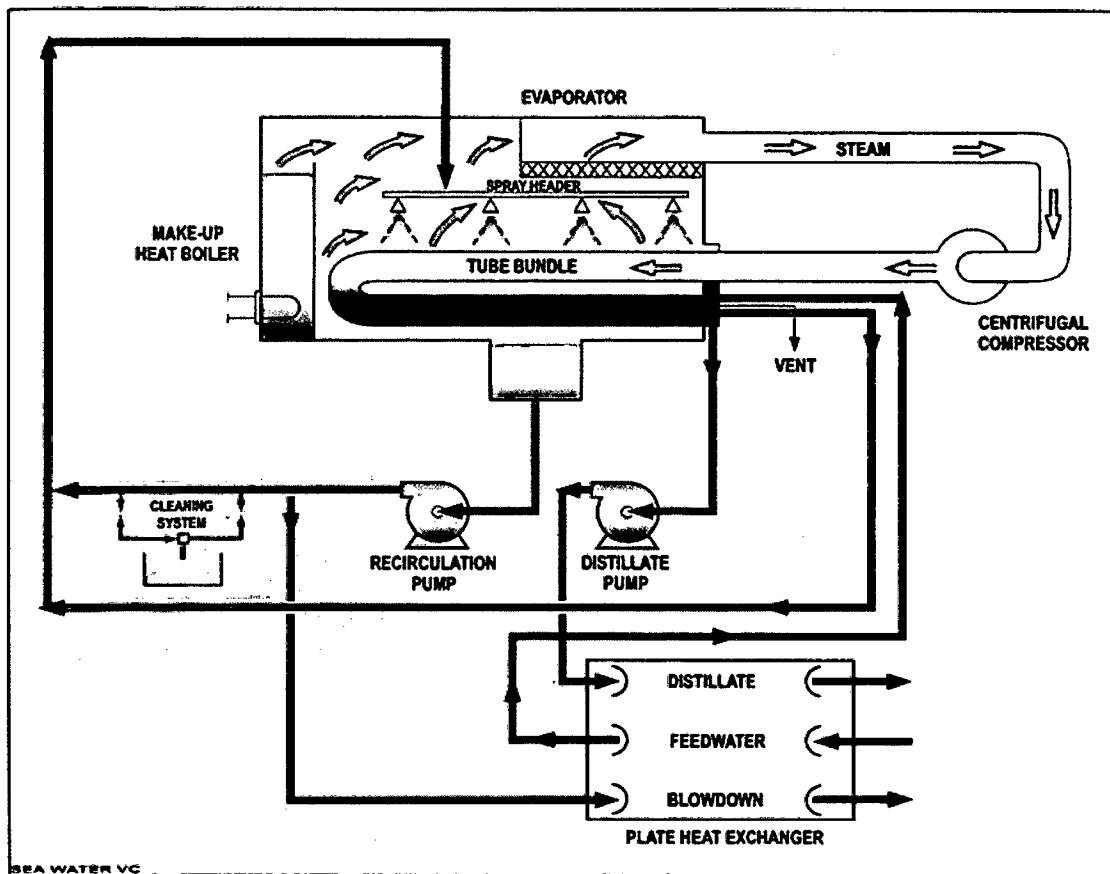 EVAPORATOR
STEAM
SPRAY HEADER
MAKE-UP
HEAT BOILER
TUBE BUNDLE
CENTRIFUGAL
COMPRESSOR
VENT
CLEANING
SYSTEM
RECIRCULATION
PUMP
DISTILLATE
PUMP
DISTILLATE
FEEDWATER
BLOWDOWN
PLATE HEAT EXCHANGER
SEA WATER VC